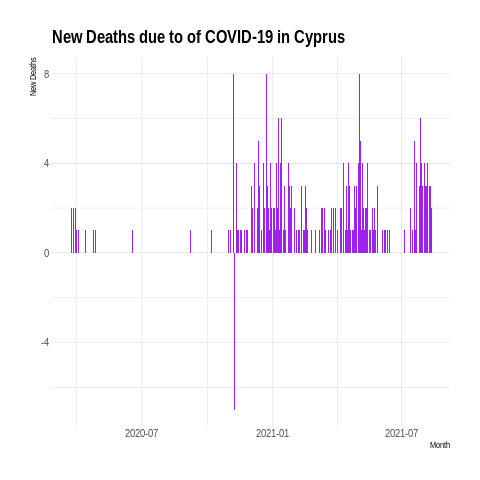 New Deaths due to of COVID-19 in Cyprus
New Deaths
8
4
0
-4
2020-07 2021-01 2021-07
Month